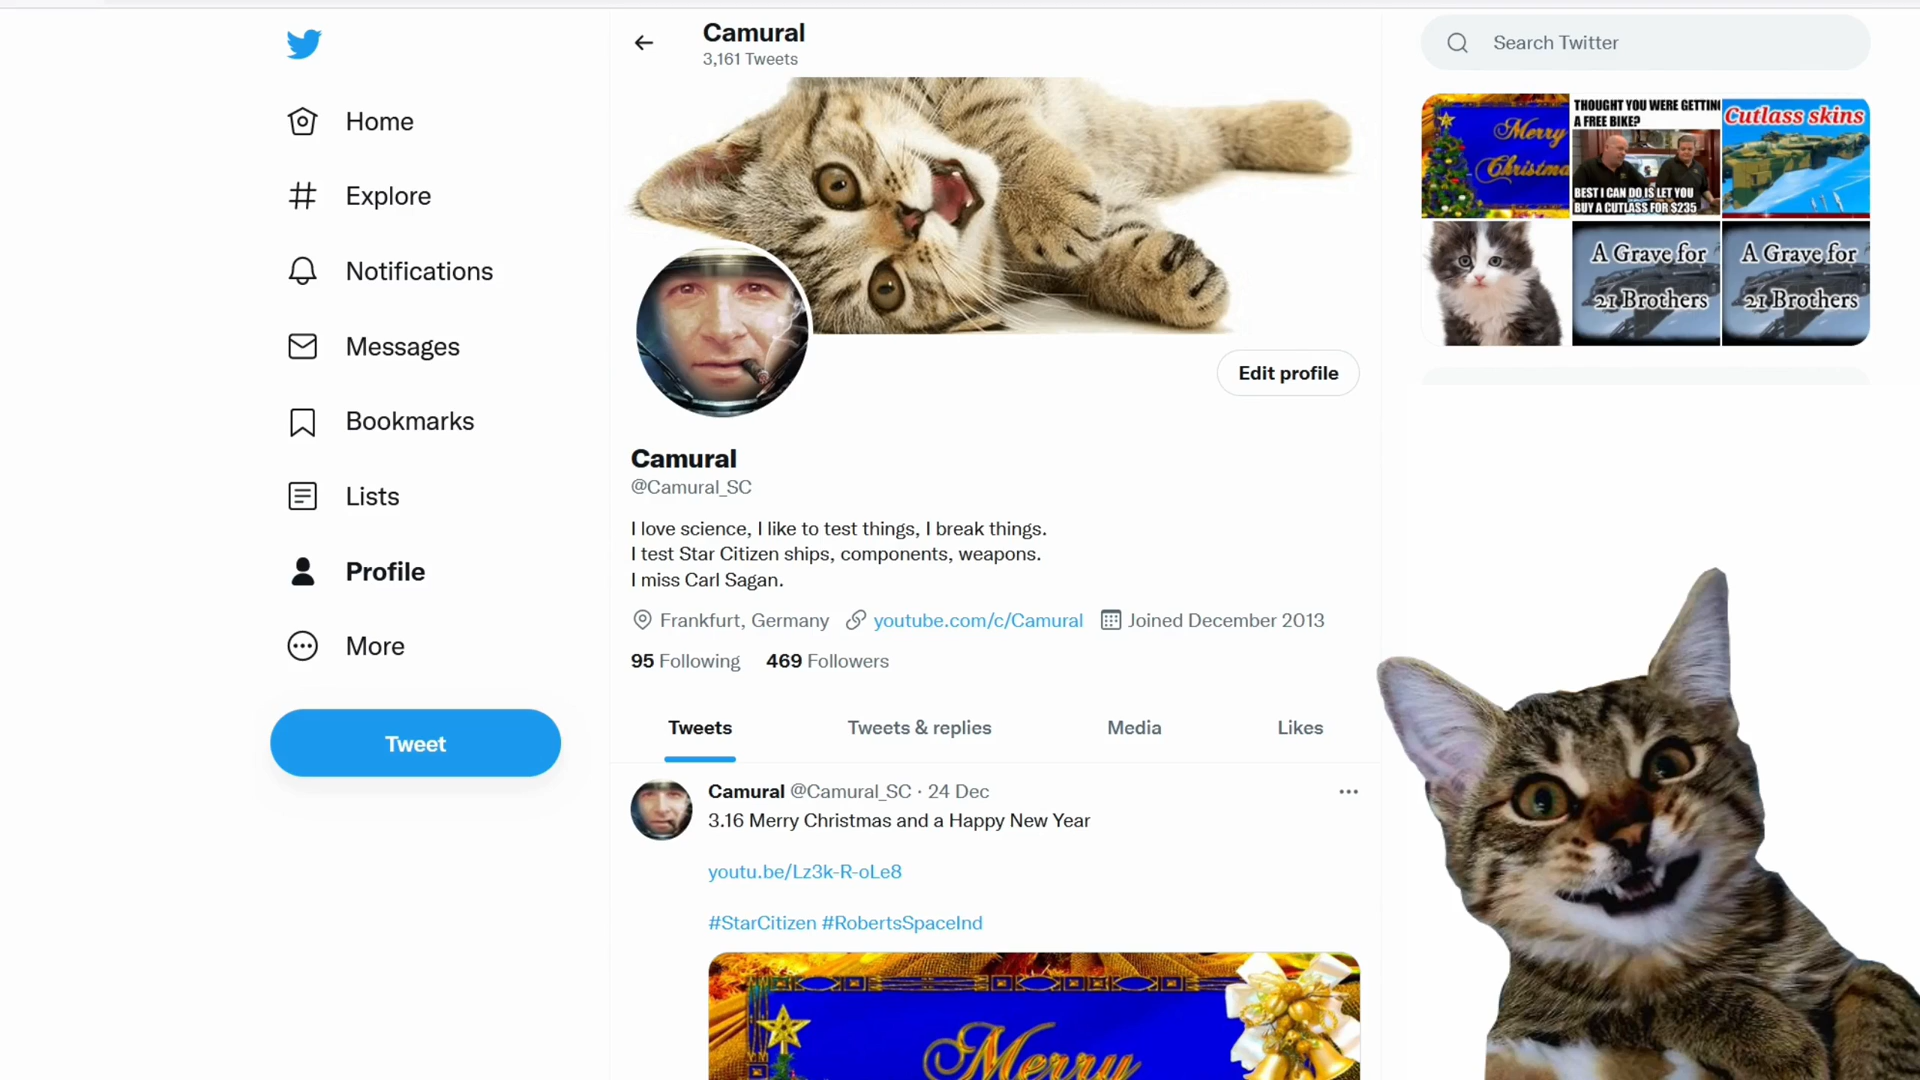 Camural
3,161 Tweets
Search Twitter
Home
Explore
Notifications
Messages
Bookmarks
Lists
Profile
More
Tweet
Edit profile
Camural
@Camural_SC
I love science, I like to test things, I break things.
I test Star Citizen ships, components, weapons.
I miss Carl Sagan.
Frankfurt, Germany youtube.com/c/Camural Joined December 2013
95 Following 469 Followers
Tweets Tweets & replies Media Likes
Camural @Camural_SC · 24 Dec
3.16 Merry Christmas and a Happy New Year
youtu.be/Lz3k-R-oLe8
#StarCitizen #RobertsSpaceInd
Merry
Merry
Christma
THOUGHT YOU WERE GETTIN
A FREE BIKE?
BEST I CAN DO IS LET YOU
BUY A CUTLASS FOR $235
Cutlass skins
A Grave for
21 Brothers
A Grave for
21 Brothers